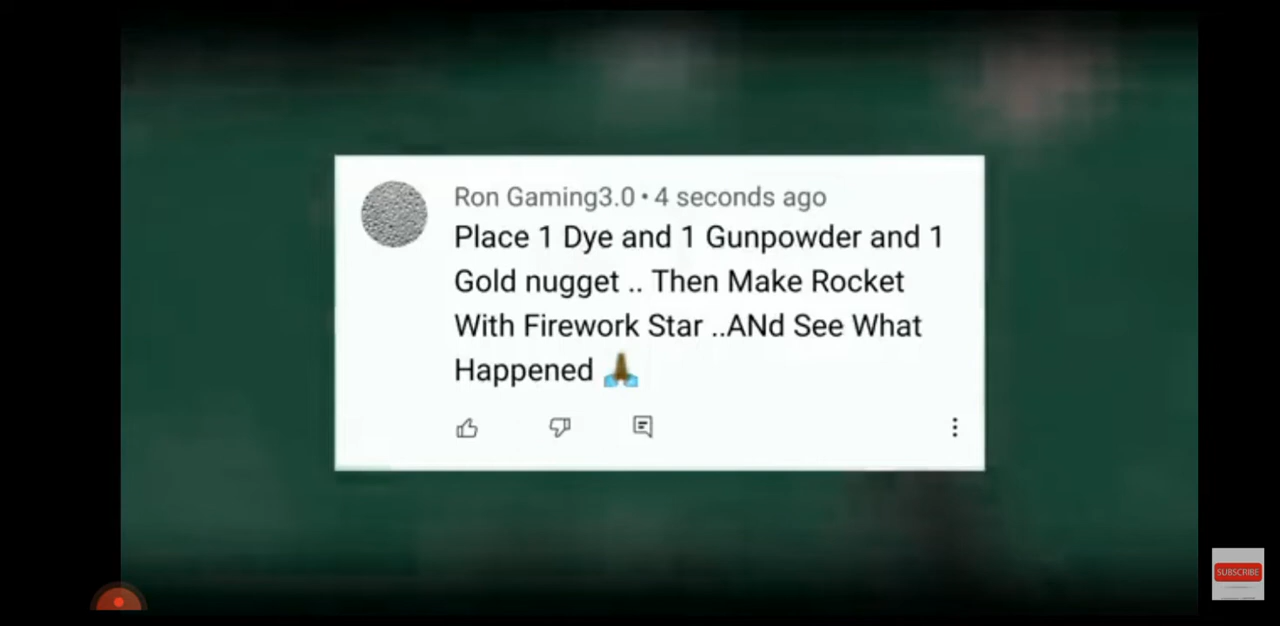 Ron Gaming3.0 • 4 seconds ago
Place 1 Dye and 1 Gunpowder and 1
Gold nugget .. Then Make Rocket
With Firework Star ..ANd See What
Happened 🙏
SUBSCRIBE